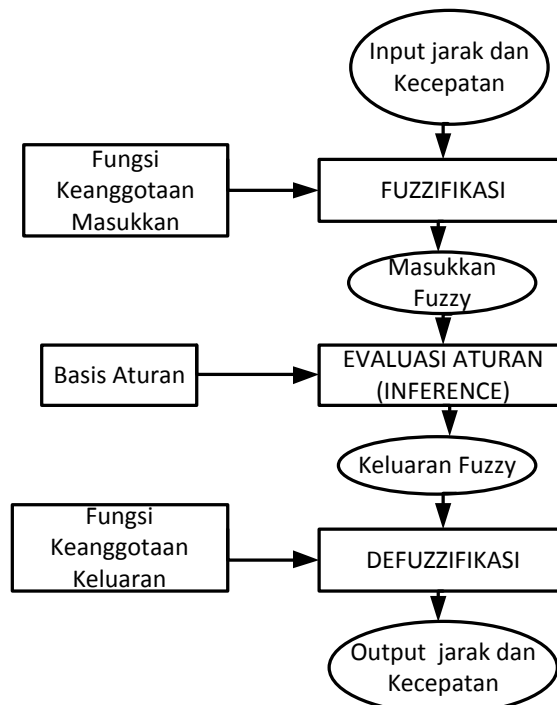 Input jarak dan
Kecepatan
Fungsi
Keanggotaan
Masukkan
FUZZIFIKASI
Masukkan
Fuzzy
Basis Aturan
EVALUASI ATURAN
(INFERENCE)
Keluaran Fuzzy
Fungsi
Keanggotaan
Keluaran
DEFUZZIFIKASI
Output jarak dan
Kecepatan